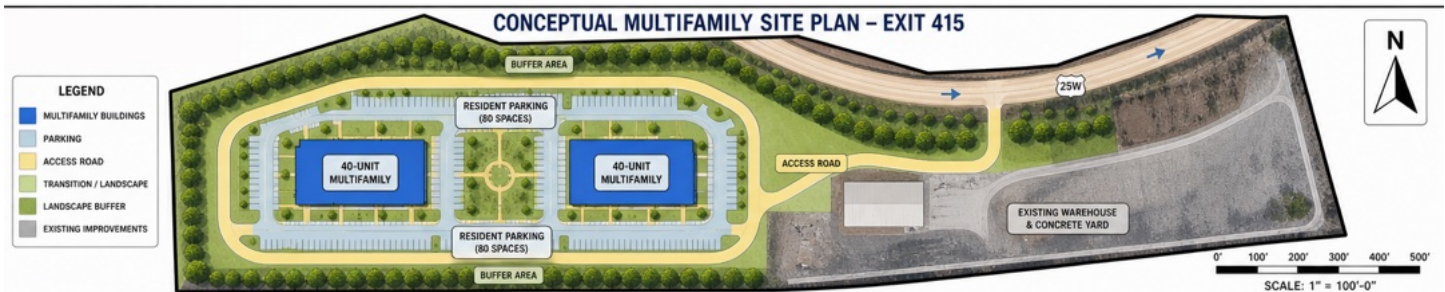 CONCEPTUAL MULTIFAMILY SITE PLAN – EXIT 415
LEGEND
MULTIFAMILY BUILDINGS
PARKING
ACCESS ROAD
TRANSITION / LANDSCAPE
LANDSCAPE BUFFER
EXISTING IMPROVEMENTS
BUFFER AREA
RESIDENT PARKING
(80 SPACES)
40-UNIT
MULTIFAMILY
40-UNIT
MULTIFAMILY
RESIDENT PARKING
(80 SPACES)
BUFFER AREA
ACCESS ROAD
25W
EXISTING WAREHOUSE
& CONCRETE YARD
N
0' 100' 200' 300' 400' 500'
SCALE: 1" = 100'-0"